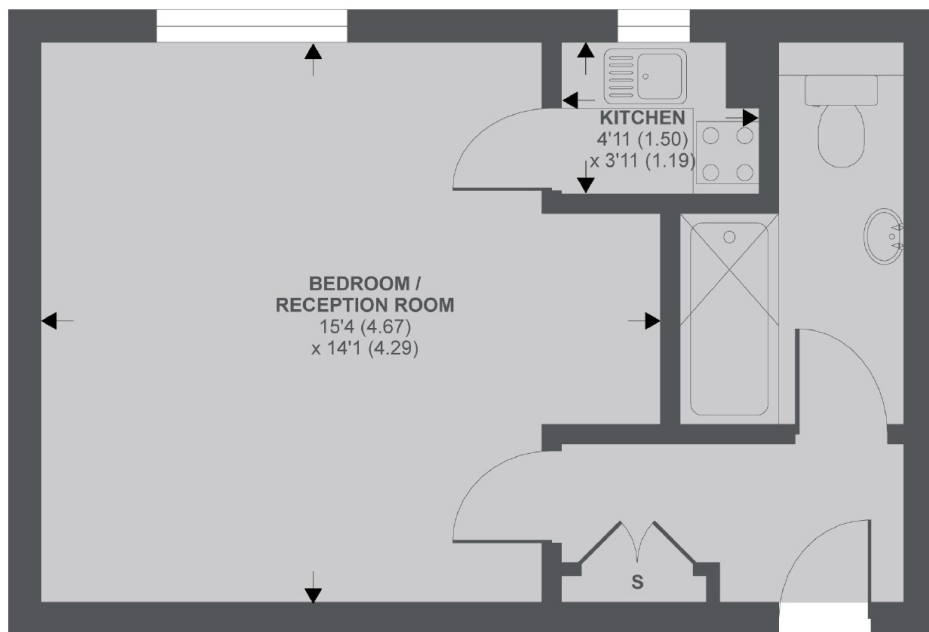 KITCHEN
4'11 (1.50)
x 3'11 (1.19)
BEDROOM /
RECEPTION ROOM
15'4 (4.67)
x 14'1 (4.29)
S